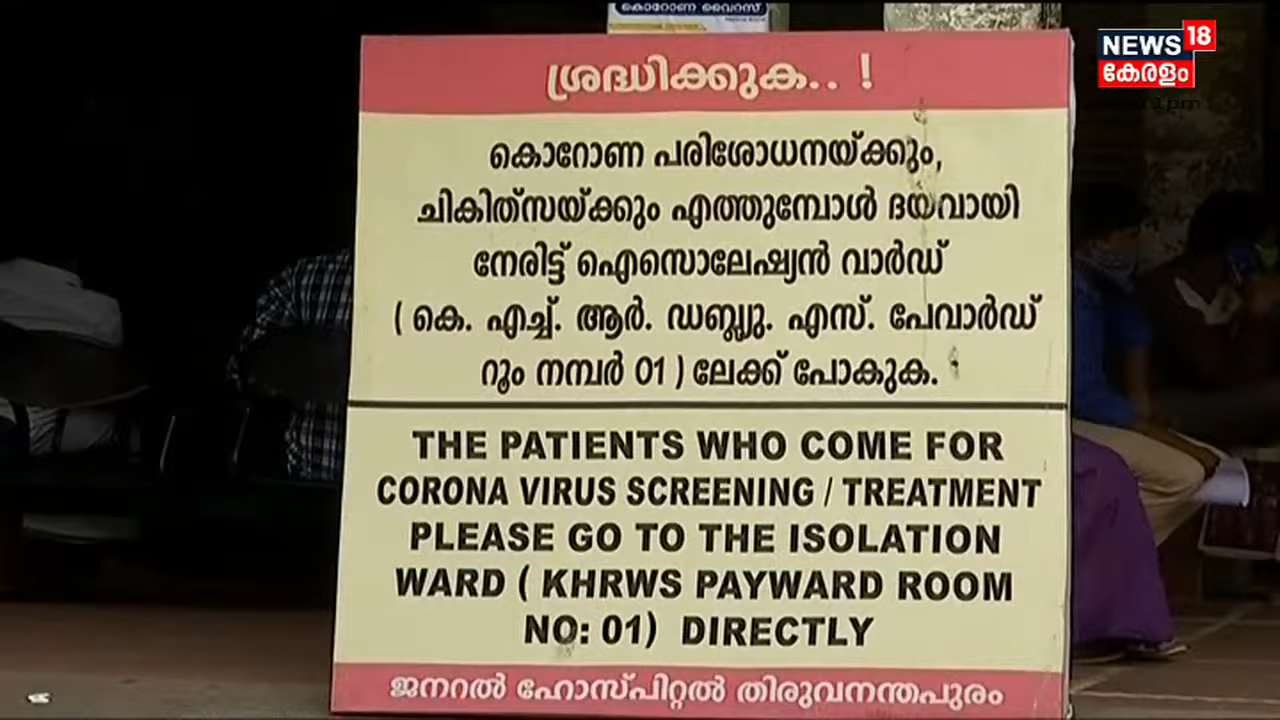 കൊറോണ വൈറസ്
NEWS 18
കേരളം
ശ്രദ്ധിക്കുക.. !
കൊറോണ പരിശോധനയ്ക്കും,
ചികിത്സയ്ക്കും എത്തുമ്പോൾ ദയവായി
നേരിട്ട് ഐസൊലേഷ്യൻ വാർഡ്
( കെ. എച്ച്. ആർ. ഡബ്ല്യു. എസ്. പേവാർഡ്
റൂം നമ്പർ 01 ) ലേക്ക് പോകുക.
THE PATIENTS WHO COME FOR
CORONA VIRUS SCREENING / TREATMENT
PLEASE GO TO THE ISOLATION
WARD ( KHRWS PAYWARD ROOM
NO: 01) DIRECTLY
ജനറൽ ഹോസ്പിറ്റൽ തിരുവനന്തപുരം